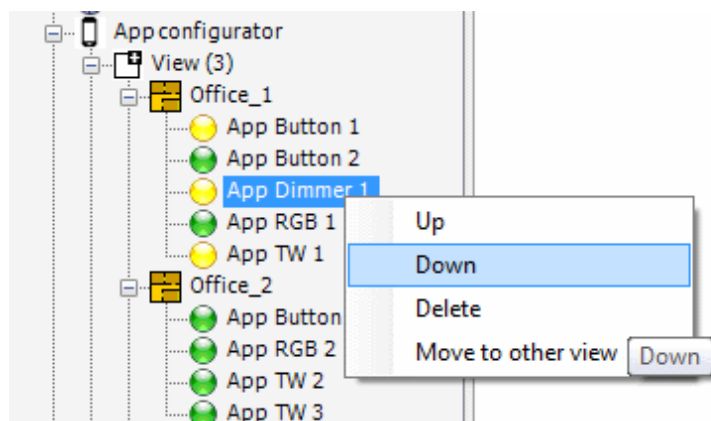 App configurator
View (3)
Office_1
App Button 1
App Button 2
App Dimmer 1
App RGB 1
App TW 1
Office_2
App Button
App RGB 2
App TW 2
App TW 3
Up
Down
Delete
Move to other view
Down